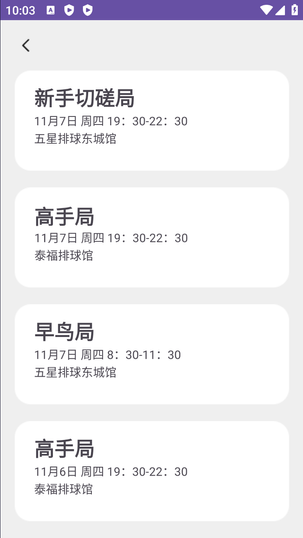 10:03
新手切磋局
11月7日 周四 19：30-22：30
五星排球东城馆
高手局
11月7日 周四 19：30-22：30
泰福排球馆
早鸟局
11月7日 周四 8：30-11：30
五星排球东城馆
高手局
11月6日 周四 19：30-22：30
泰福排球馆